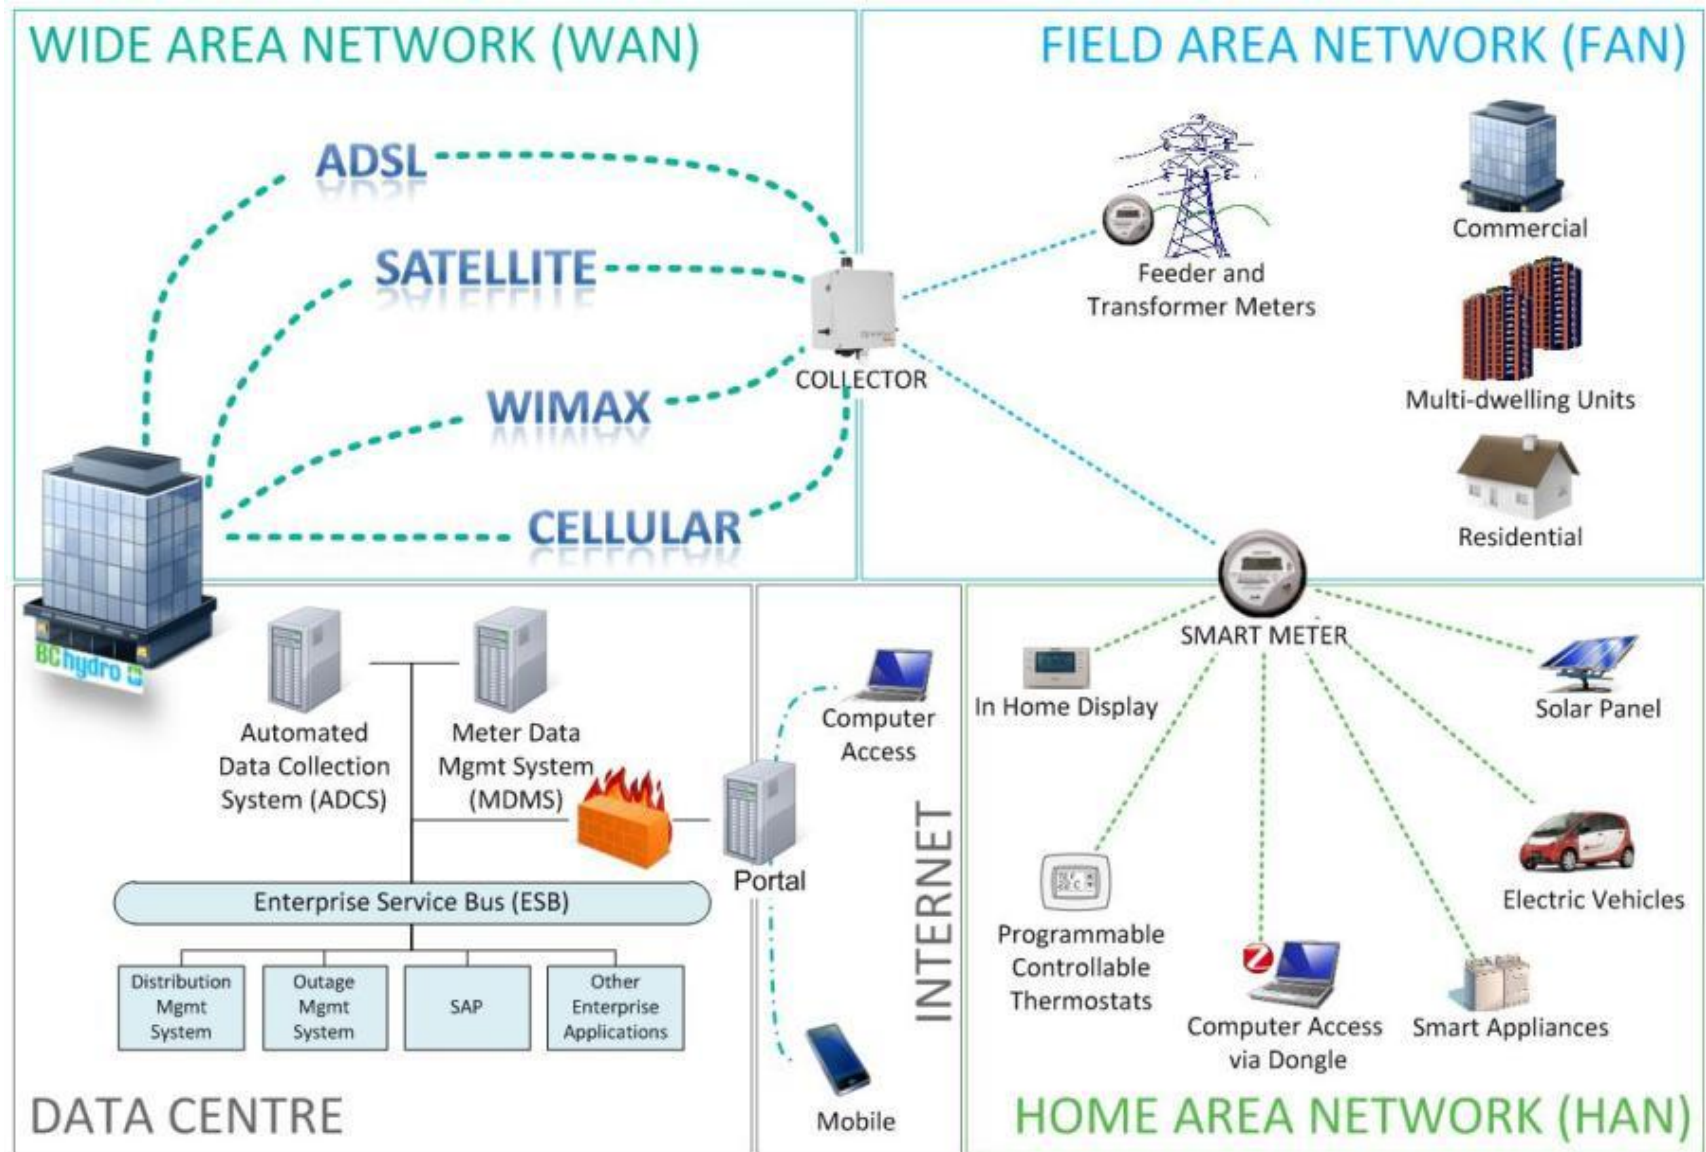 WIDE AREA NETWORK (WAN)
ADSL
SATELLITE
WIMAX
CELLULAR
COLLECTOR
BChydro
FIELD AREA NETWORK (FAN)
Feeder and
Transformer Meters
Commercial
Multi-dwelling Units
Residential
SMART METER
Automated
Data Collection
System (ADCS)
Meter Data
Mgmt System
(MDMS)
Enterprise Service Bus (ESB)
Distribution
Mgmt
System
Outage
Mgmt
System
SAP
Other
Enterprise
Applications
DATA CENTRE
Computer
Access
Portal
Mobile
INTERNET
In Home Display
Solar Panel
Programmable
Controllable
Thermostats
Computer Access
via Dongle
Smart Appliances
Electric Vehicles
HOME AREA NETWORK (HAN)